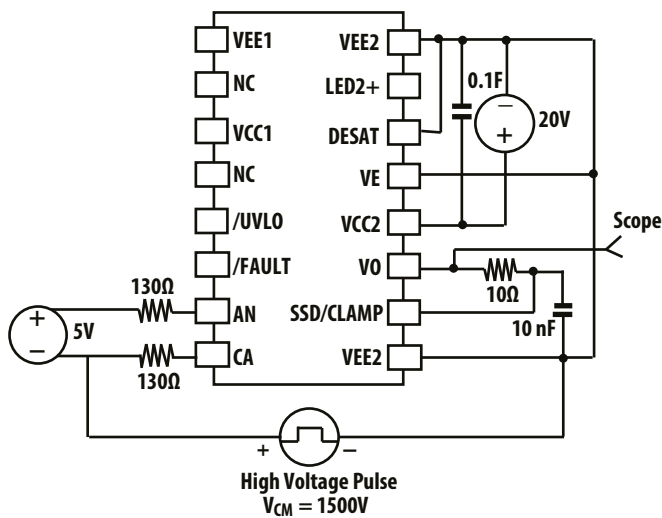 VEE1
VEE2
NC
LED2+
0.1F
VCC1
DESAT
20V
NC
VE
/UVLO
VCC2
Scope
/FAULT
VO
130Ω
10Ω
AN
SSD/CLAMP
5V
10 nF
CA
VEE2
130Ω
+
−
+
−
+
−
High Voltage Pulse
VCM = 1500V